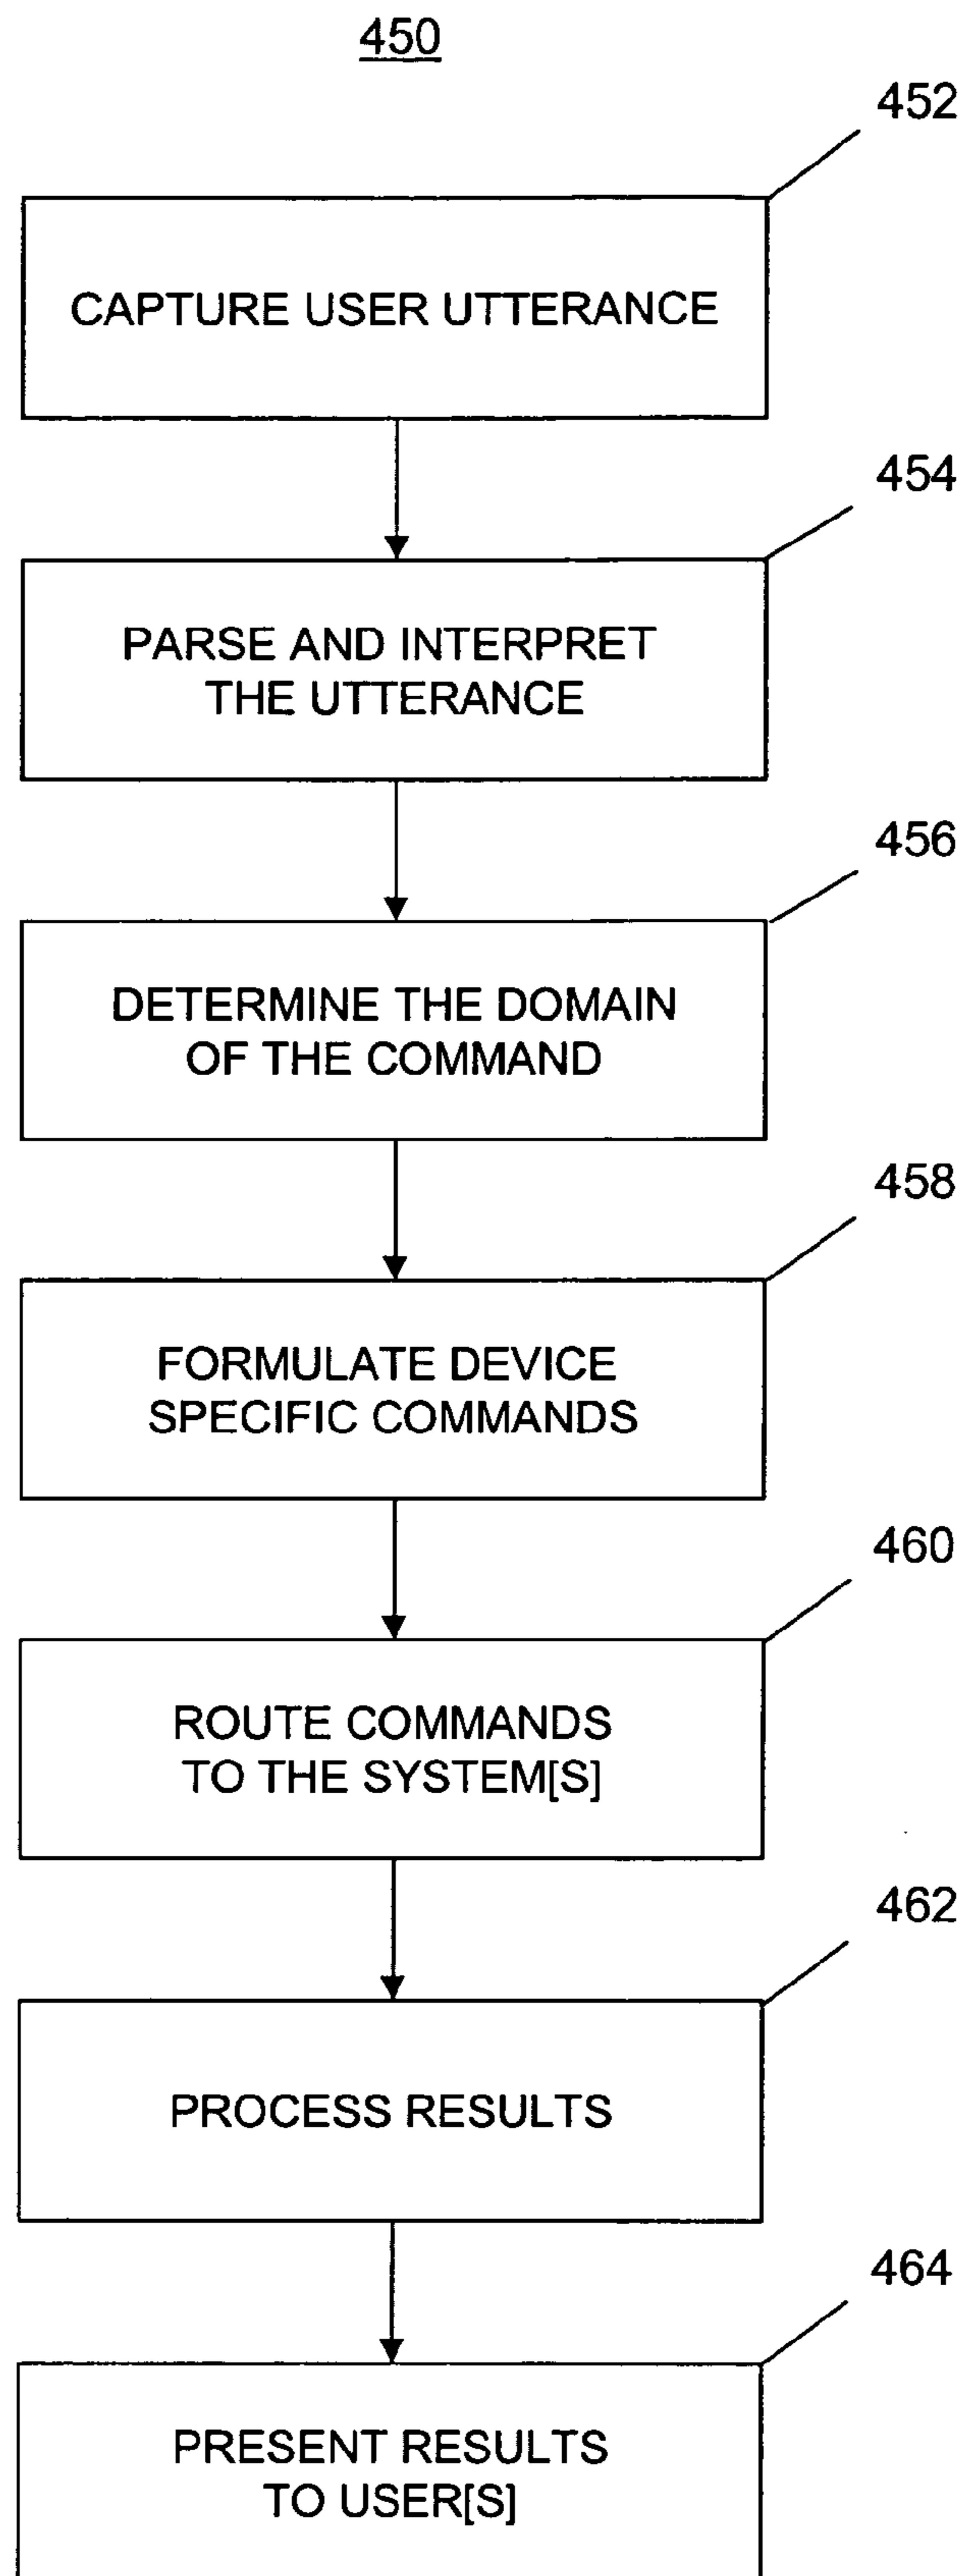 450
452
CAPTURE USER UTTERANCE
454
PARSE AND INTERPRET
THE UTTERANCE
456
DETERMINE THE DOMAIN
OF THE COMMAND
458
FORMULATE DEVICE
SPECIFIC COMMANDS
460
ROUTE COMMANDS
TO THE SYSTEM[S]
462
PROCESS RESULTS
464
PRESENT RESULTS
TO USER[S]